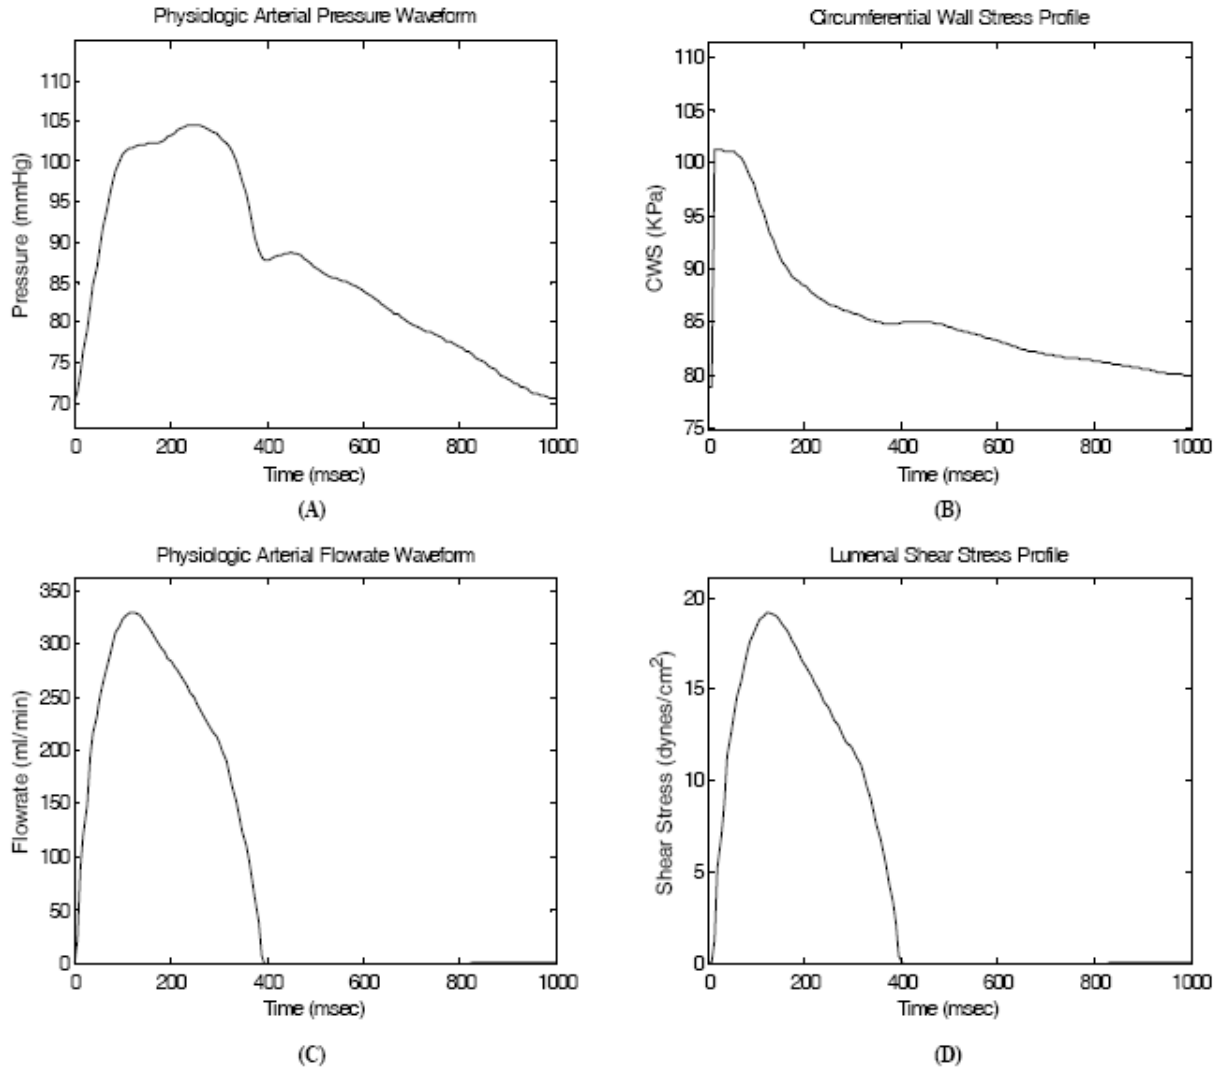 Physiologic Arterial Pressure Waveform
110
105
100
95
90
85
80
75
70
Pressure (mmHg)
0 200 400 600 800 1000
Time (msec)
(A)
Circumferential Wall Stress Profile
110
105
100
95
90
85
80
75
CWS (KPa)
0 200 400 600 800 1000
Time (msec)
(B)
Physiologic Arterial Flowrate Waveform
350
300
250
200
150
100
50
0
Flowrate (ml/min)
0 200 400 600 800 1000
Time (msec)
(C)
Lumenal Shear Stress Profile
20
15
10
5
0
Shear Stress (dynes/cm²)
0 200 400 600 800 1000
Time (msec)
(D)